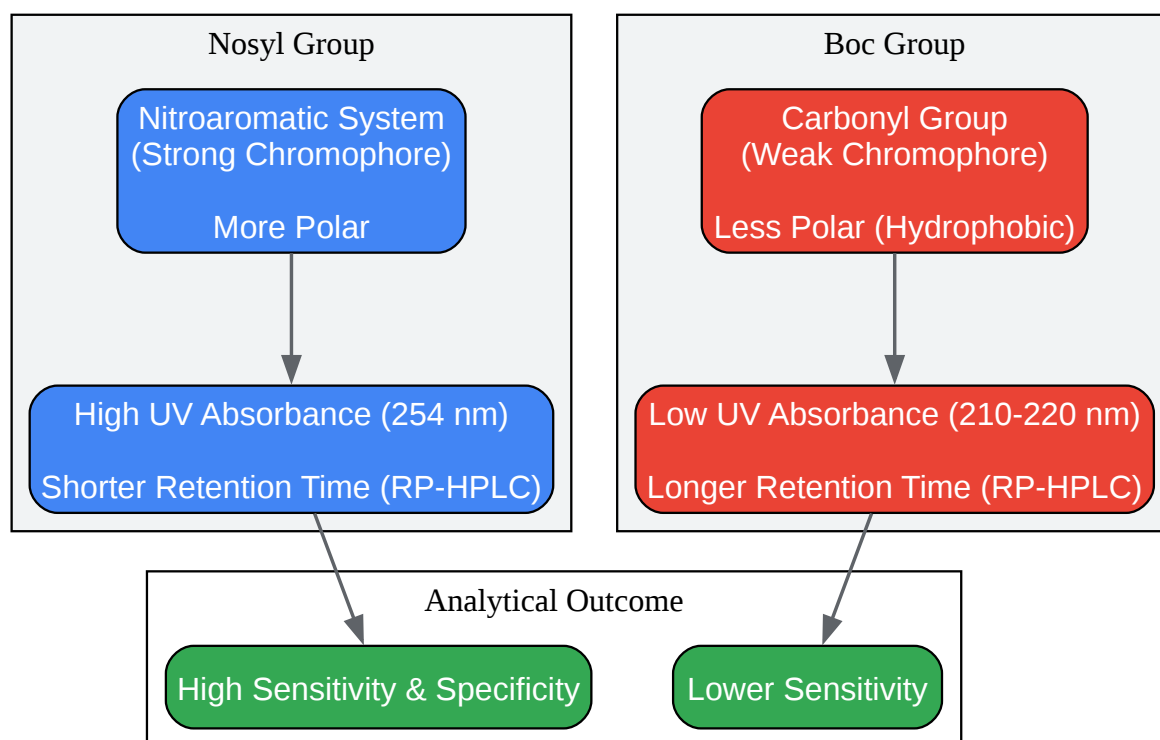 Nosyl Group
Nitroaromatic System
(Strong Chromophore)
More Polar
High UV Absorbance (254 nm)
Shorter Retention Time (RP-HPLC)
Boc Group
Carbonyl Group
(Weak Chromophore)
Less Polar (Hydrophobic)
Low UV Absorbance (210-220 nm)
Longer Retention Time (RP-HPLC)
Analytical Outcome
High Sensitivity & Specificity
Lower Sensitivity